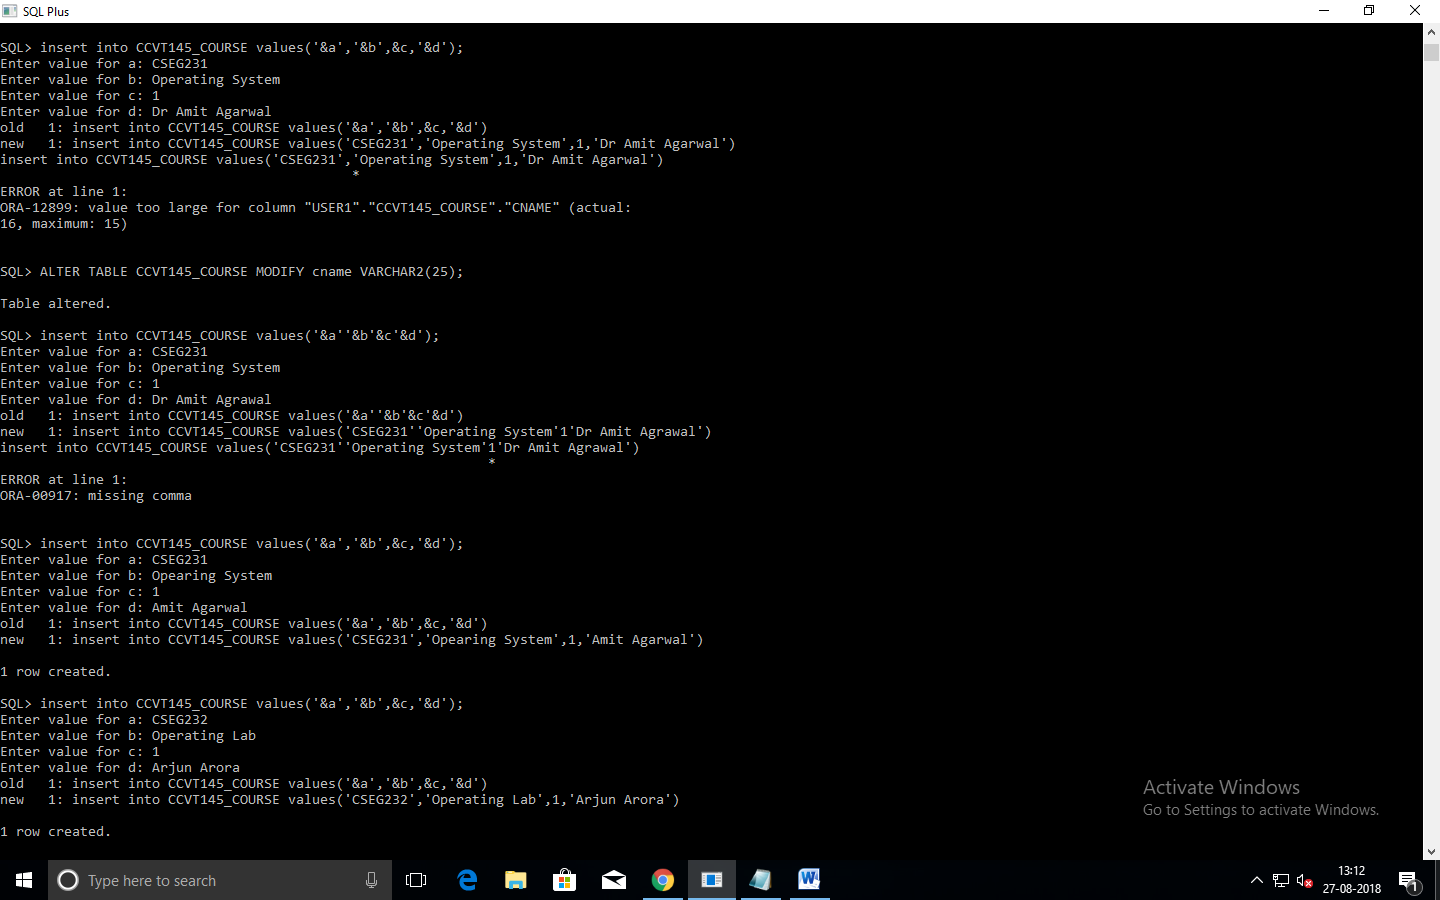 SQL Plus
SQL> insert into CCVT145_COURSE values('&a','&b',&c,'&d');
Enter value for a: CSEG231
Enter value for b: Operating System
Enter value for c: 1
Enter value for d: Dr Amit Agarwal
old   1: insert into CCVT145_COURSE values('&a','&b',&c,'&d')
new   1: insert into CCVT145_COURSE values('CSEG231','Operating System',1,'Dr Amit Agarwal')
insert into CCVT145_COURSE values('CSEG231','Operating System',1,'Dr Amit Agarwal')
*
ERROR at line 1:
ORA-12899: value too large for column "USER1"."CCVT145_COURSE"."CNAME" (actual:
16, maximum: 15)
SQL> ALTER TABLE CCVT145_COURSE MODIFY cname VARCHAR2(25);
Table altered.
SQL> insert into CCVT145_COURSE values('&a''&b'&c'&d');
Enter value for a: CSEG231
Enter value for b: Operating System
Enter value for c: 1
Enter value for d: Dr Amit Agrawal
old   1: insert into CCVT145_COURSE values('&a''&b'&c'&d')
new   1: insert into CCVT145_COURSE values('CSEG231''Operating System'1'Dr Amit Agrawal')
insert into CCVT145_COURSE values('CSEG231''Operating System'1'Dr Amit Agrawal')
*
ERROR at line 1:
ORA-00917: missing comma
SQL> insert into CCVT145_COURSE values('&a','&b',&c,'&d');
Enter value for a: CSEG231
Enter value for b: Opearing System
Enter value for c: 1
Enter value for d: Amit Agarwal
old   1: insert into CCVT145_COURSE values('&a','&b',&c,'&d')
new   1: insert into CCVT145_COURSE values('CSEG231','Opearing System',1,'Amit Agarwal')
1 row created.
SQL> insert into CCVT145_COURSE values('&a','&b',&c,'&d');
Enter value for a: CSEG232
Enter value for b: Operating Lab
Enter value for c: 1
Enter value for d: Arjun Arora
old   1: insert into CCVT145_COURSE values('&a','&b',&c,'&d')
new   1: insert into CCVT145_COURSE values('CSEG232','Operating Lab',1,'Arjun Arora')
1 row created.
Activate Windows
Go to Settings to activate Windows.
Type here to search
13:12
27-08-2018
1